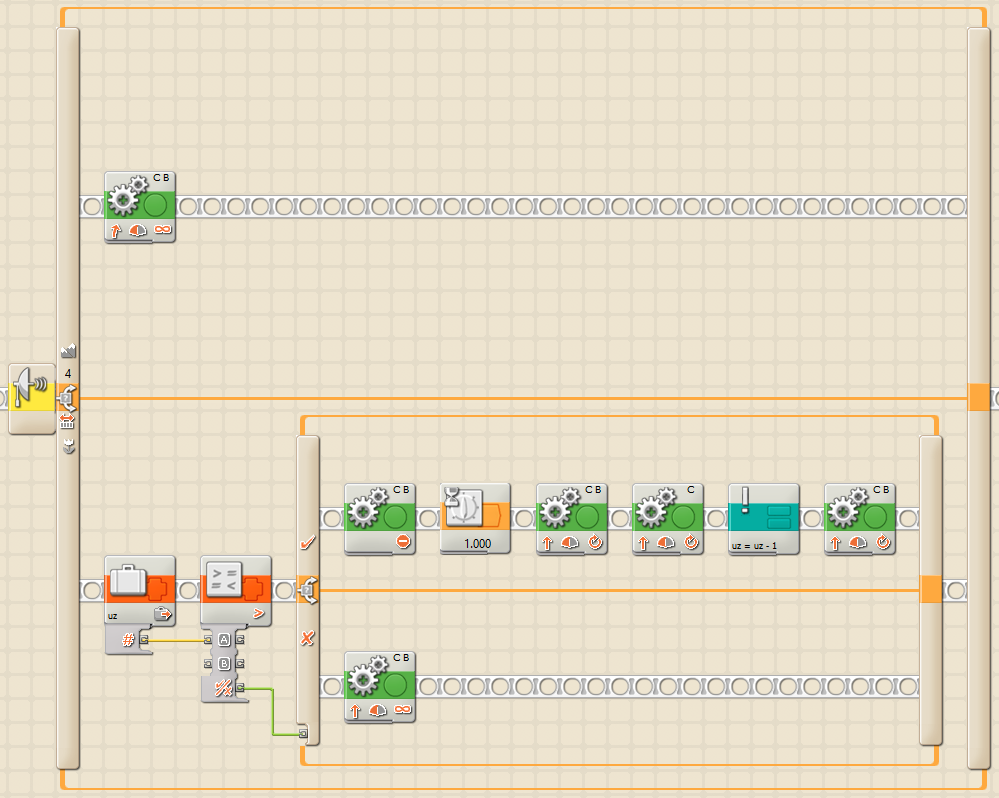 C B
4
C B
C B
C
C B
1.000
uz = uz - 1
uz
> =
= <
>
#
A
B
C B